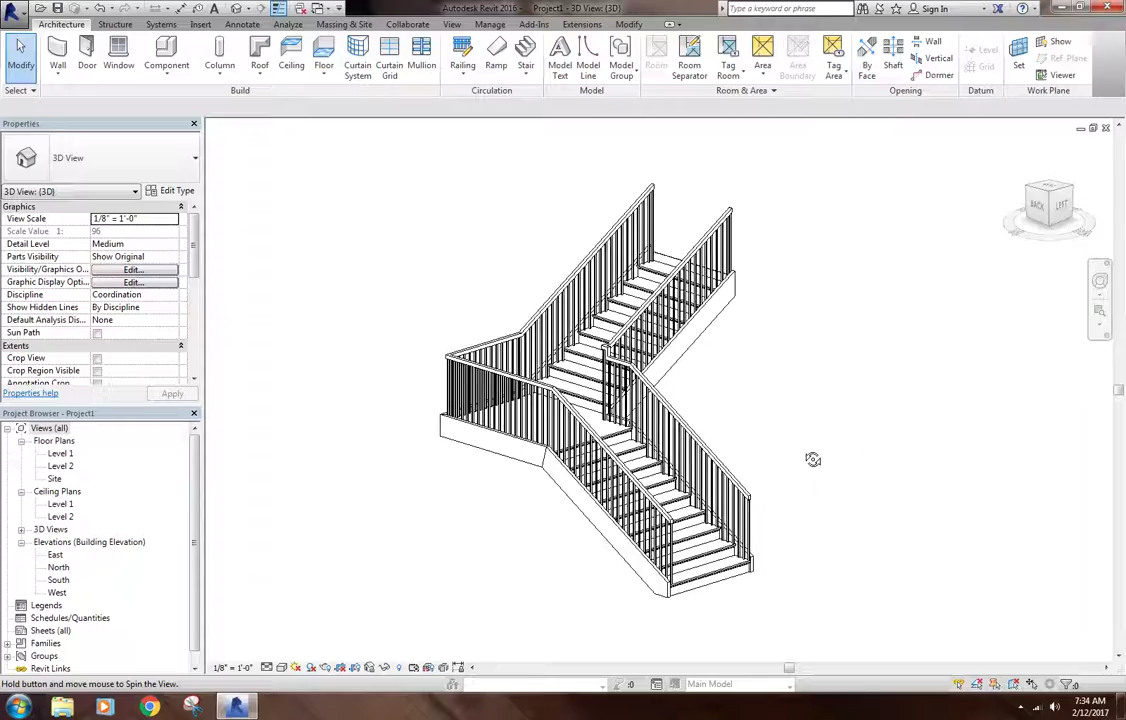 Autodesk Revit 2016 - Project1 - 3D View: {3D}
Type a keyword or phrase
Sign In
Architecture Structure Systems Insert Annotate Analyze Massing & Site Collaborate View Manage Add-Ins Extensions Modify
Modify Wall Door Window Component Column Roof Ceiling Floor Curtain System Curtain Grid Mullion Railing Ramp Stair Model Text Model Line Model Group Room Room Separator Tag Room Area Area Boundary Tag Area By Face Shaft Wall Vertical Dormer Level Grid Set Show Ref Plane Viewer
Select Build Circulation Model Room & Area Opening Datum Work Plane
Properties
3D View
3D View: {3D} Edit Type
Graphics
View Scale 1/8" = 1'-0"
Scale Value 1: 96
Detail Level Medium
Parts Visibility Show Original
Visibility/Graphics O... Edit...
Graphic Display Opti... Edit...
Discipline Coordination
Show Hidden Lines By Discipline
Default Analysis Dis... None
Sun Path
Extents
Crop View
Crop Region Visible
Annotation Crop
Properties help Apply
Project Browser - Project1
Views (all)
Floor Plans
Level 1
Level 2
Site
Ceiling Plans
Level 1
Level 2
3D Views
Elevations (Building Elevation)
East
North
South
West
Legends
Schedules/Quantities
Sheets (all)
Families
Groups
Revit Links
BACK LEFT
1/8" = 1'-0"
Hold button and move mouse to Spin the View.
:0 Main Model :0
7:34 AM
2/12/2017